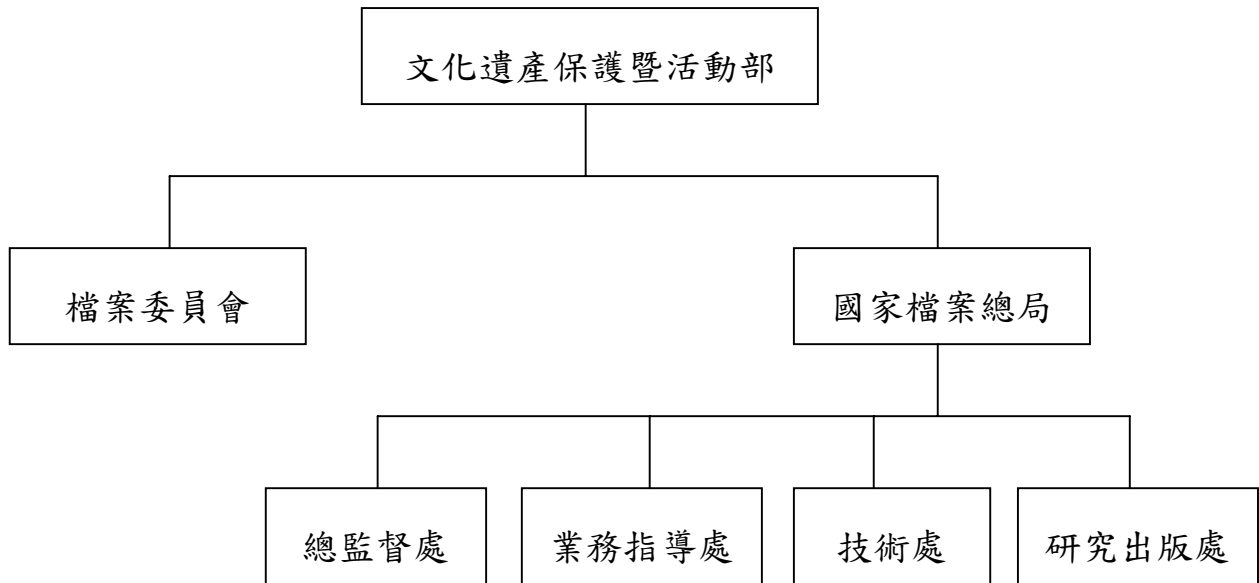 文化遺產保護暨活動部
檔案委員會
國家檔案總局
總監督處
業務指導處
技術處
研究出版處